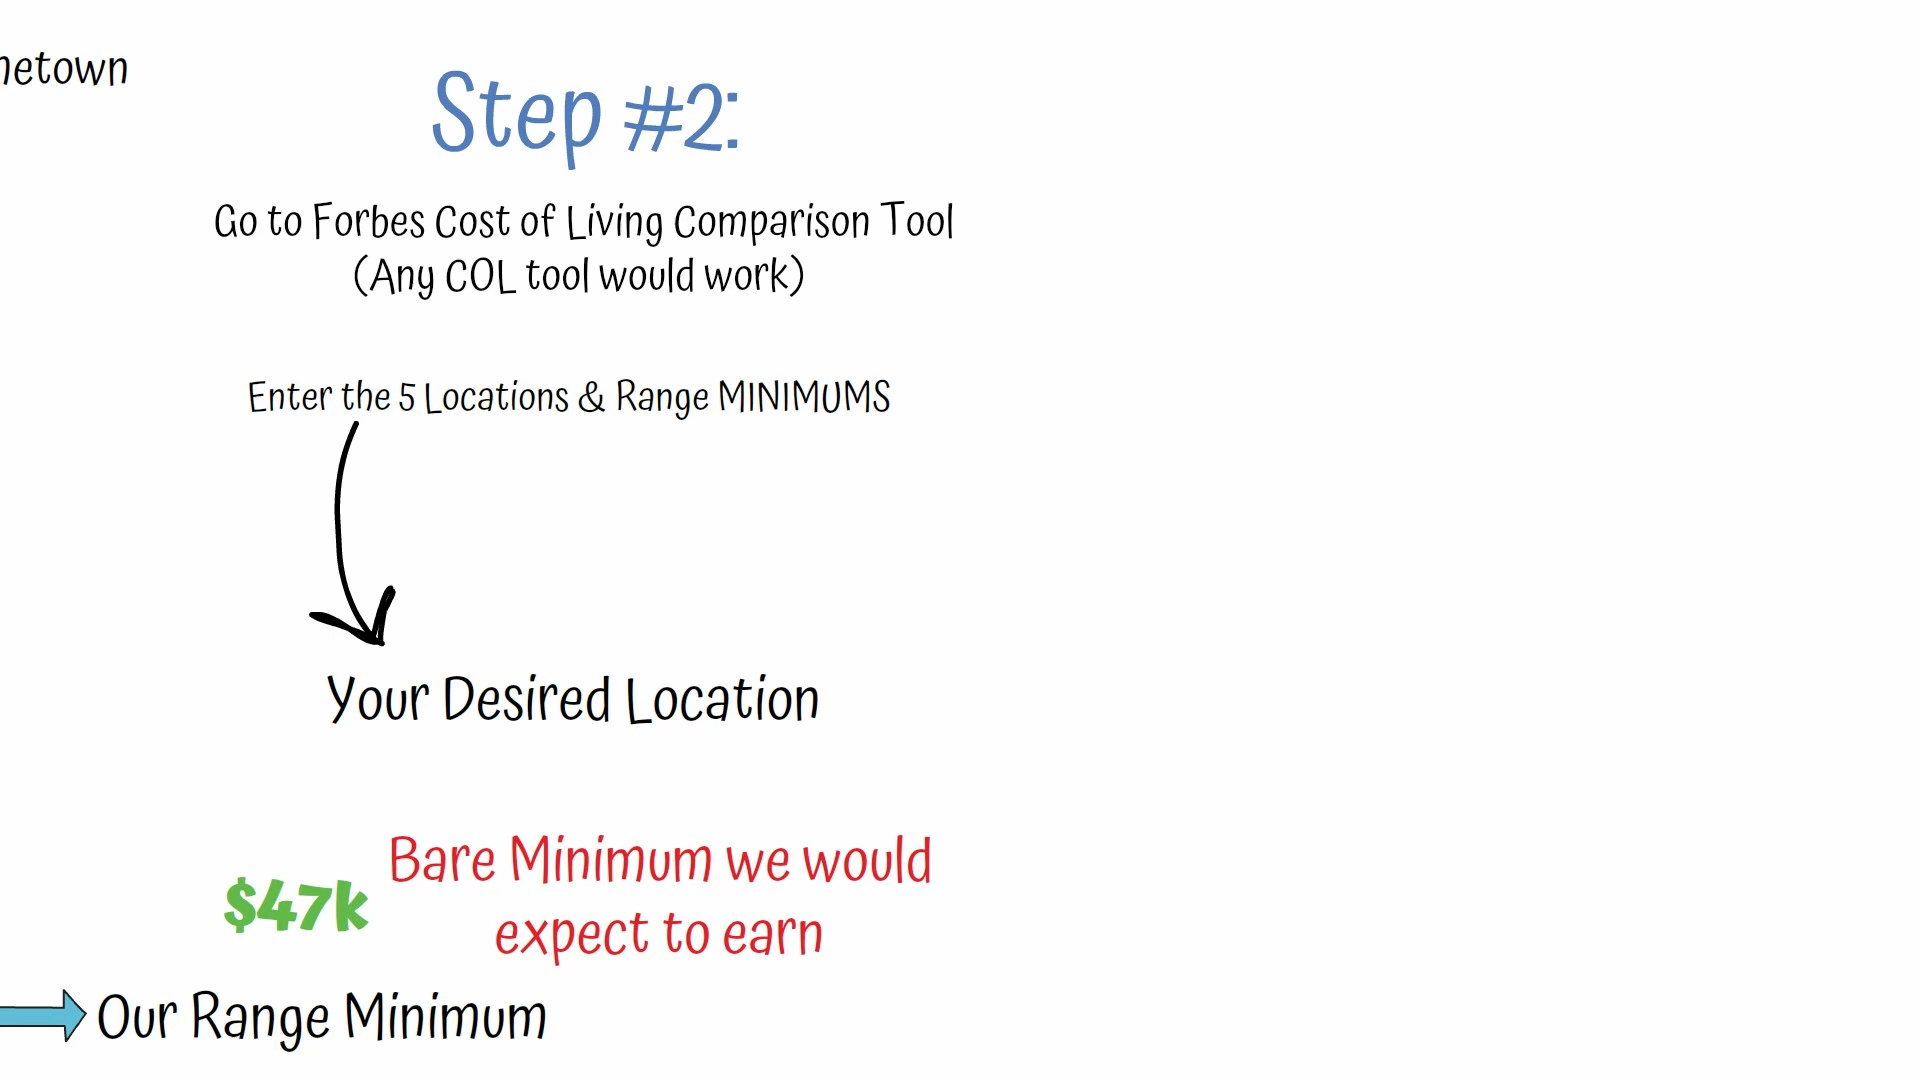 Step #2:
Go to Forbes Cost of Living Comparison Tool
(Any COL tool would work)
Enter the 5 Locations & Range MINIMUMS
Your Desired Location
$47k
Bare Minimum we would
expect to earn
Our Range Minimum